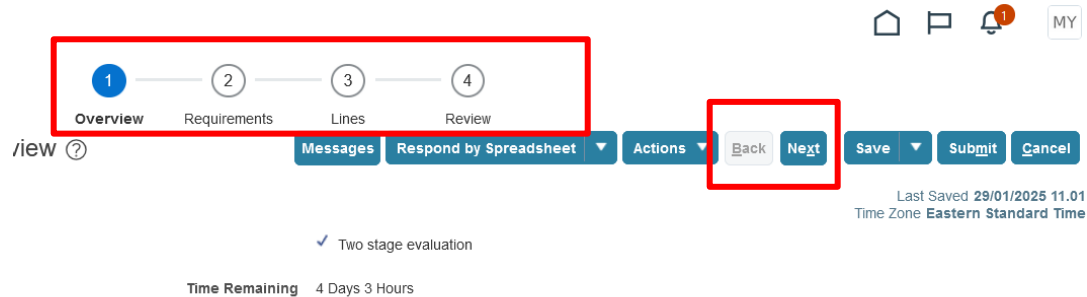 1
MY
1 2 3 4
Overview Requirements Lines Review
view Messages Respond by Spreadsheet Actions Back Next Save Submit Cancel
Last Saved 29/01/2025 11.01
Time Zone Eastern Standard Time
Two stage evaluation
Time Remaining 4 Days 3 Hours